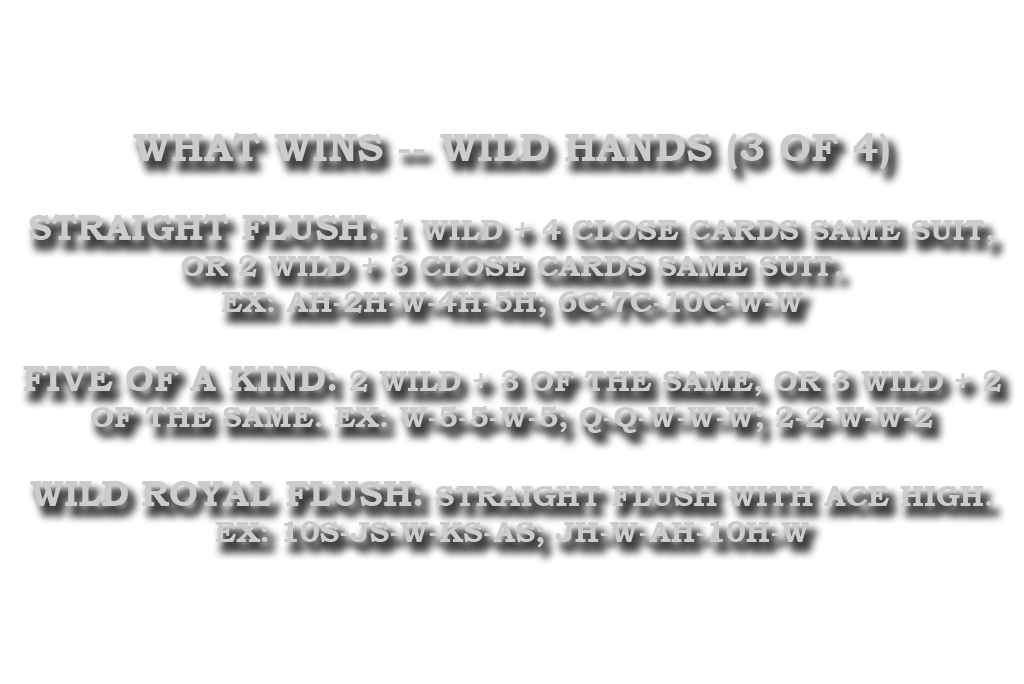 WHAT WINS -- WILD HANDS (3 OF 4)
STRAIGHT FLUSH: 1 WILD + 4 CLOSE CARDS SAME SUIT,
OR 2 WILD + 3 CLOSE CARDS SAME SUIT.
EX: AH-2H-W-4H-5H; 6C-7C-10C-W-W
FIVE OF A KIND: 2 WILD + 3 OF THE SAME, OR 3 WILD + 2
OF THE SAME. EX: W-5-5-W-5; Q-Q-W-W-W; 2-2-W-W-2
WILD ROYAL FLUSH: STRAIGHT FLUSH WITH ACE HIGH.
EX: 10S-JS-W-KS-AS; JH-W-AH-10H-W